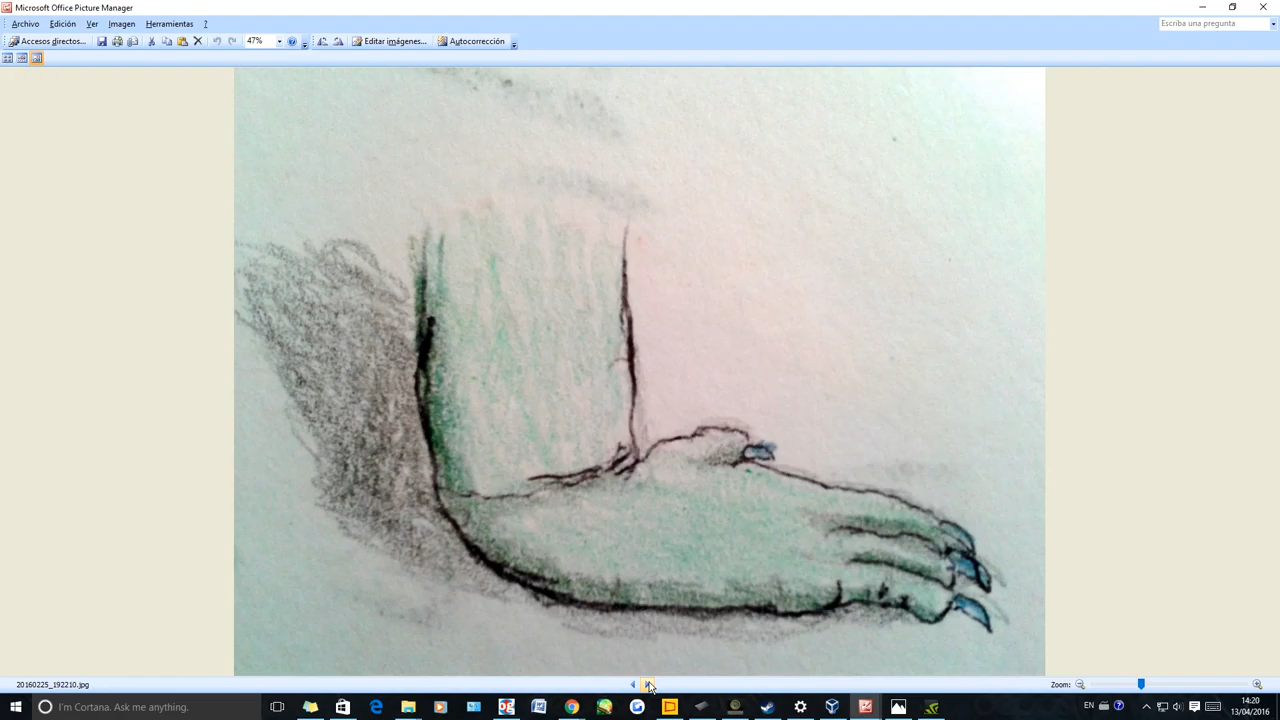 Microsoft Office Picture Manager
Archivo Edición Ver Imagen Herramientas ?
Escriba una pregunta
Accesos directos... 47% Editar imágenes... Autocorrección
20160225_192210.jpg
Zoom:
I'm Cortana. Ask me anything.
EN
14:20
13/04/2016